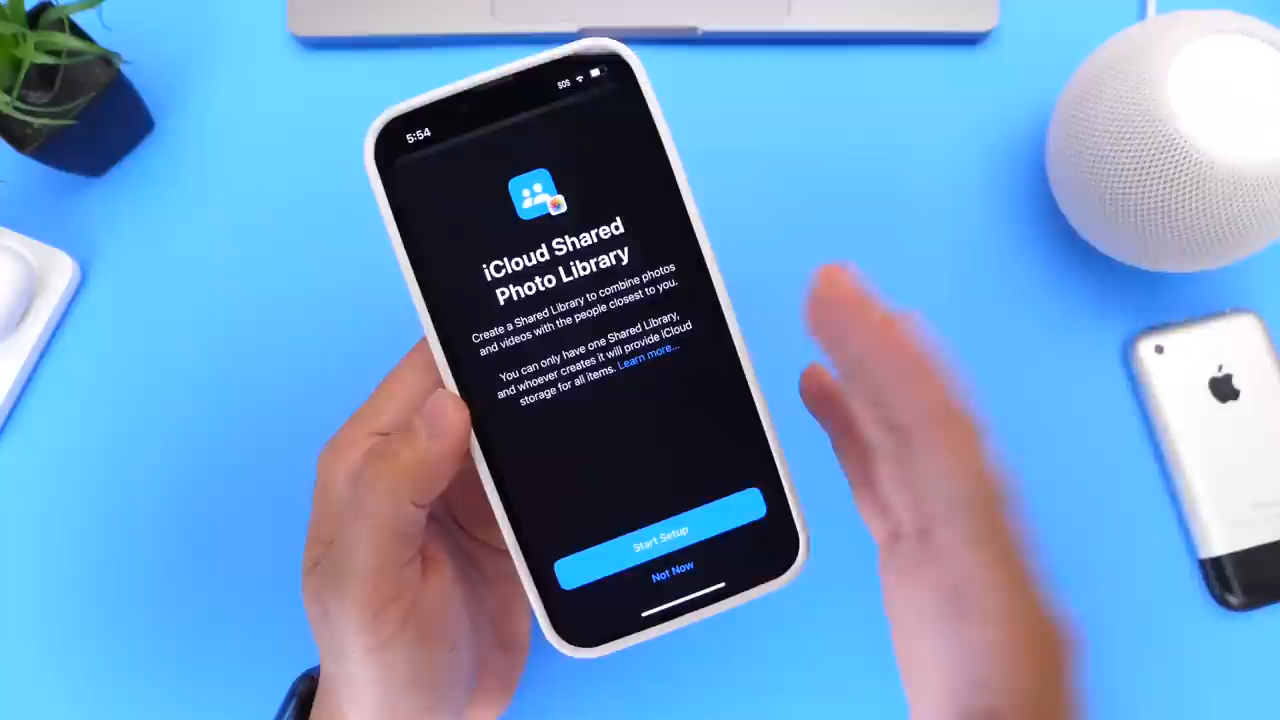 5:54
SOS
iCloud Shared
Photo Library
Create a Shared Library to combine photos
and videos with the people closest to you.
You can only have one Shared Library,
and whoever creates it will provide iCloud
storage for all items. Learn more...
Start Setup
Not Now